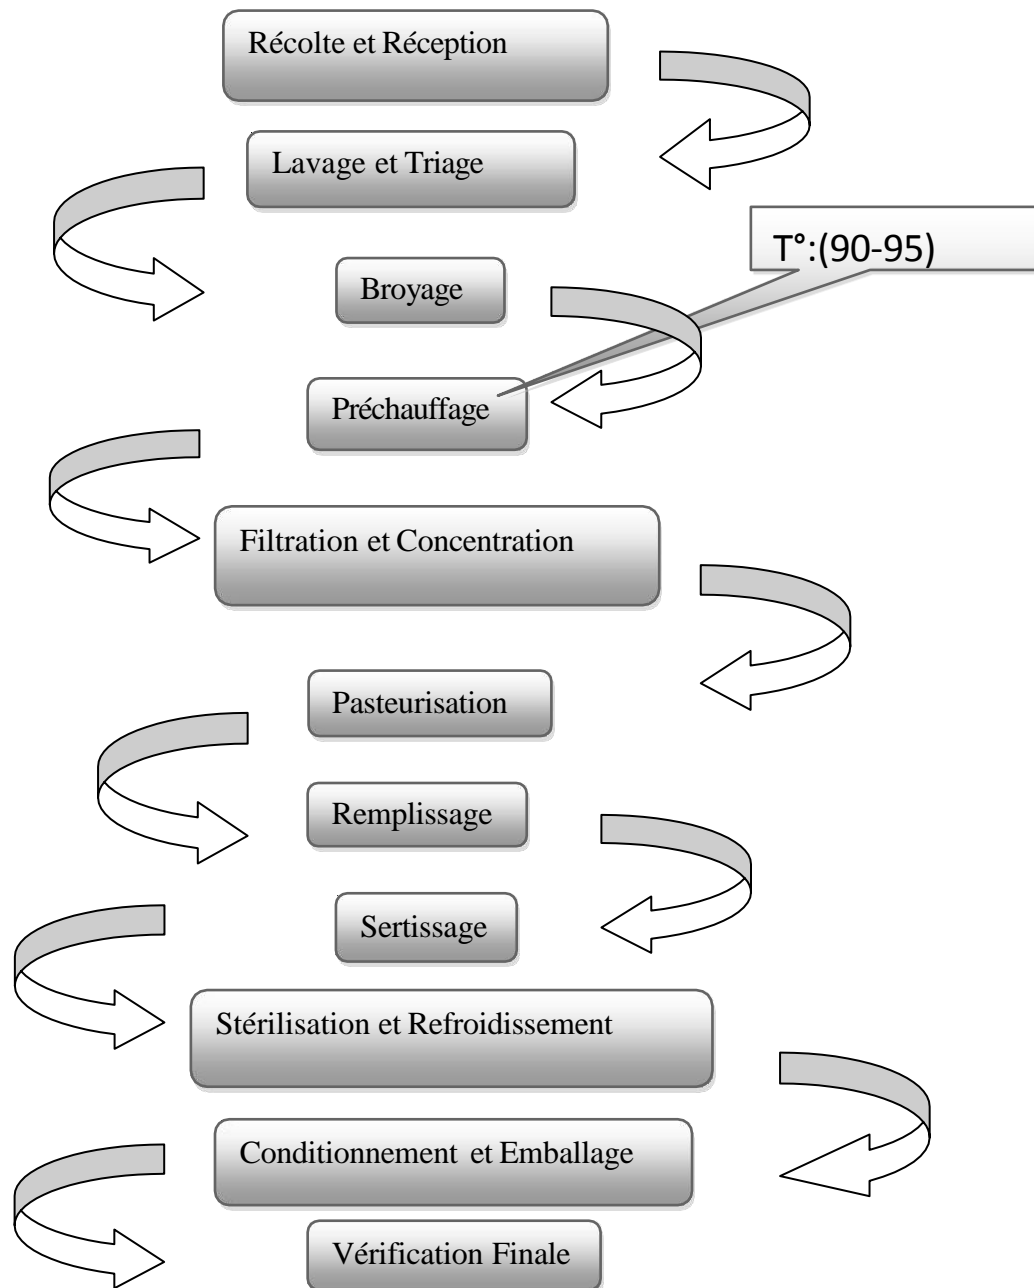 Récolte et Réception
Lavage et Triage
T°:(90-95)
Broyage
Préchauffage
Filtration et Concentration
Pasteurisation
Remplissage
Sertissage
Stérilisation et Refroidissement
Conditionnement et Emballage
Vérification Finale